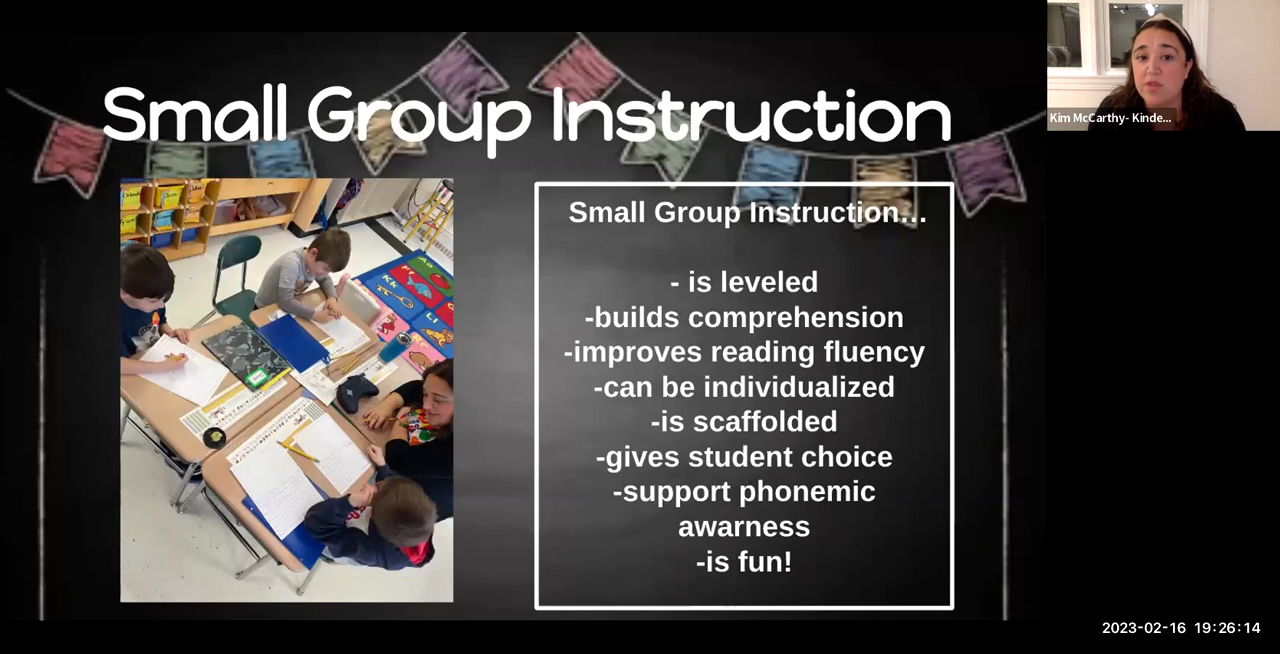 Small Group Instruction
Kim McCarthy- Kinde...
Small Group Instruction...
- is leveled
-builds comprehension
-improves reading fluency
-can be individualized
-is scaffolded
-gives student choice
-support phonemic
awarness
-is fun!
2023-02-16 19:26:14